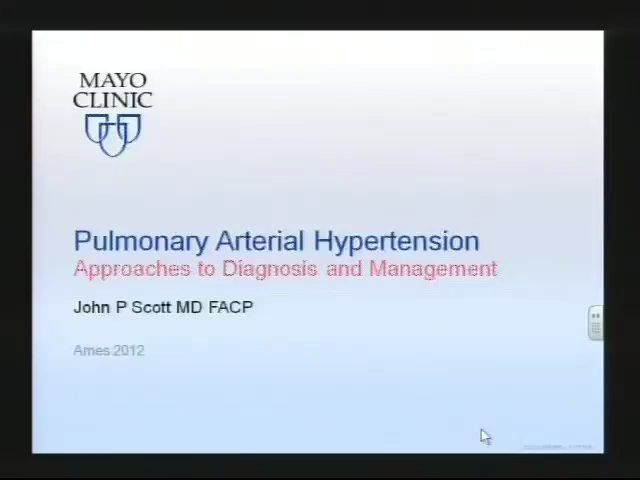 MAYO
CLINIC
Pulmonary Arterial Hypertension
Approaches to Diagnosis and Management
John P Scott MD FACP
Ames 2012